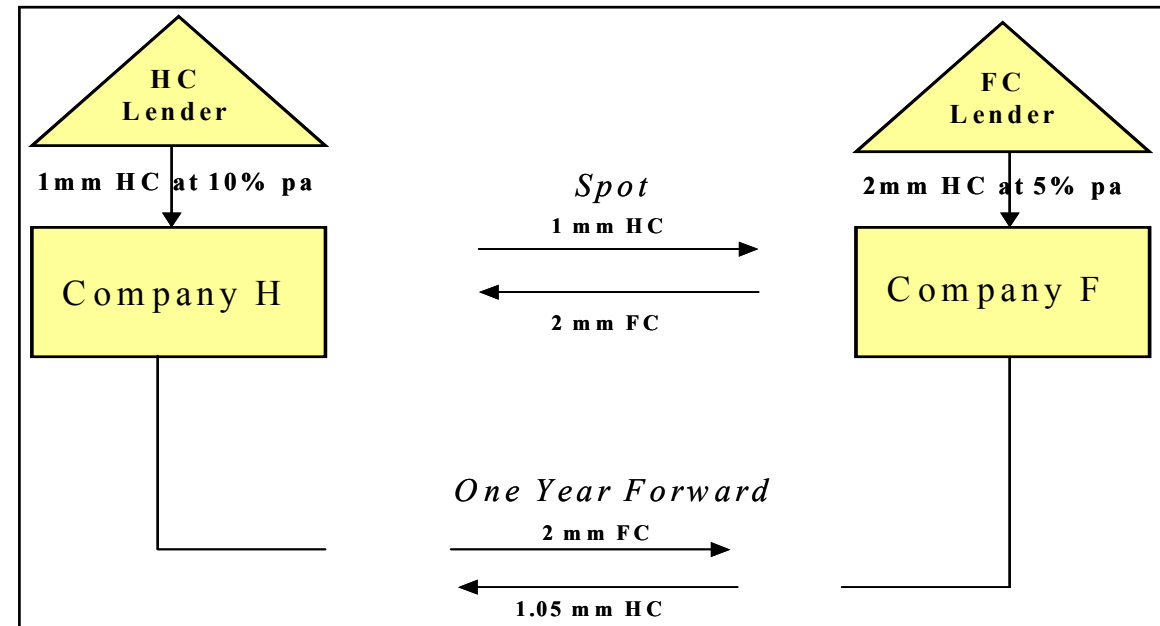 HC
Lender
1mm HC at 10% pa
Company H
Spot
1 mm HC
2 mm FC
FC
Lender
2mm HC at 5% pa
Company F
One Year Forward
2 mm FC
1.05 mm HC